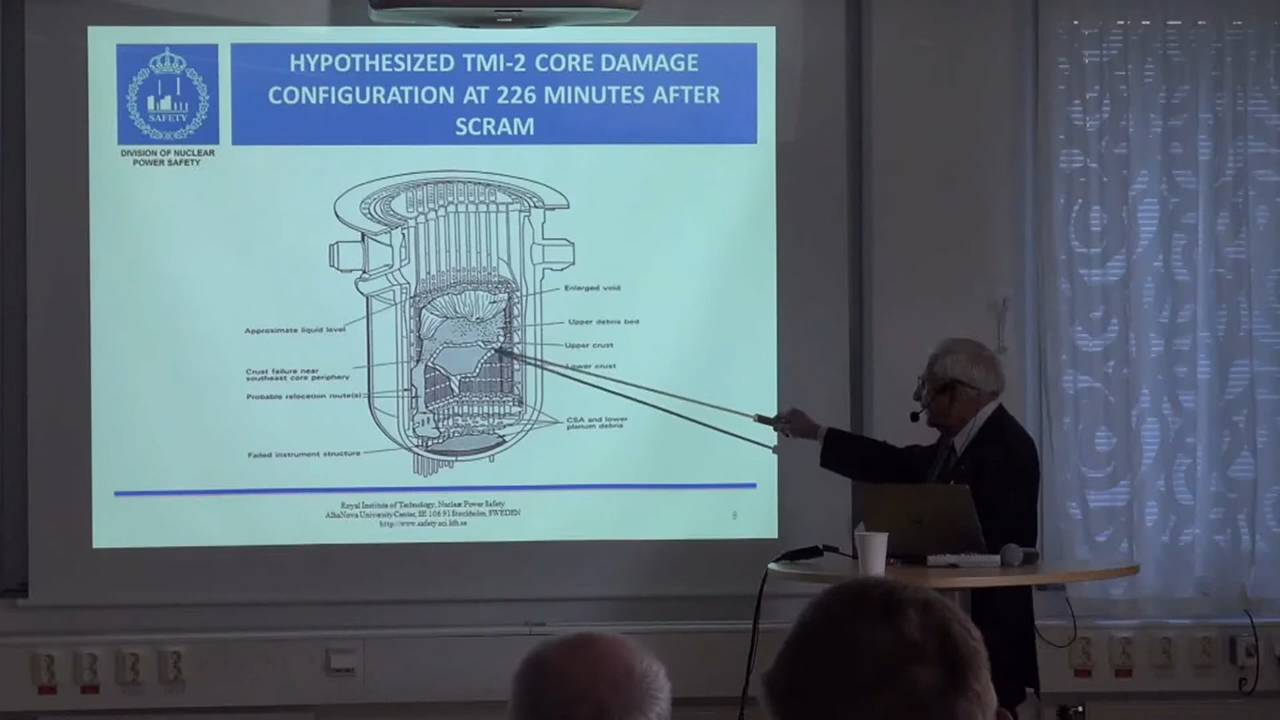 HYPOTHESIZED TMI-2 CORE DAMAGE
CONFIGURATION AT 226 MINUTES AFTER
SCRAM
SAFETY
DIVISION OF NUCLEAR
POWER SAFETY
Enlarged void
Upper debris bed
Approximate liquid level
Upper crust
Lower crust
Crust failure near
southeast core periphery
Probable relocation route(s)
CSA and lower
plenum debris
Failed instrument structure
Royal Institute of Technology, Nuclear Power Safety
AlbaNova University Center, SE 106 91 Stockholm, SWEDEN
http://www.safety.sci.kth.se